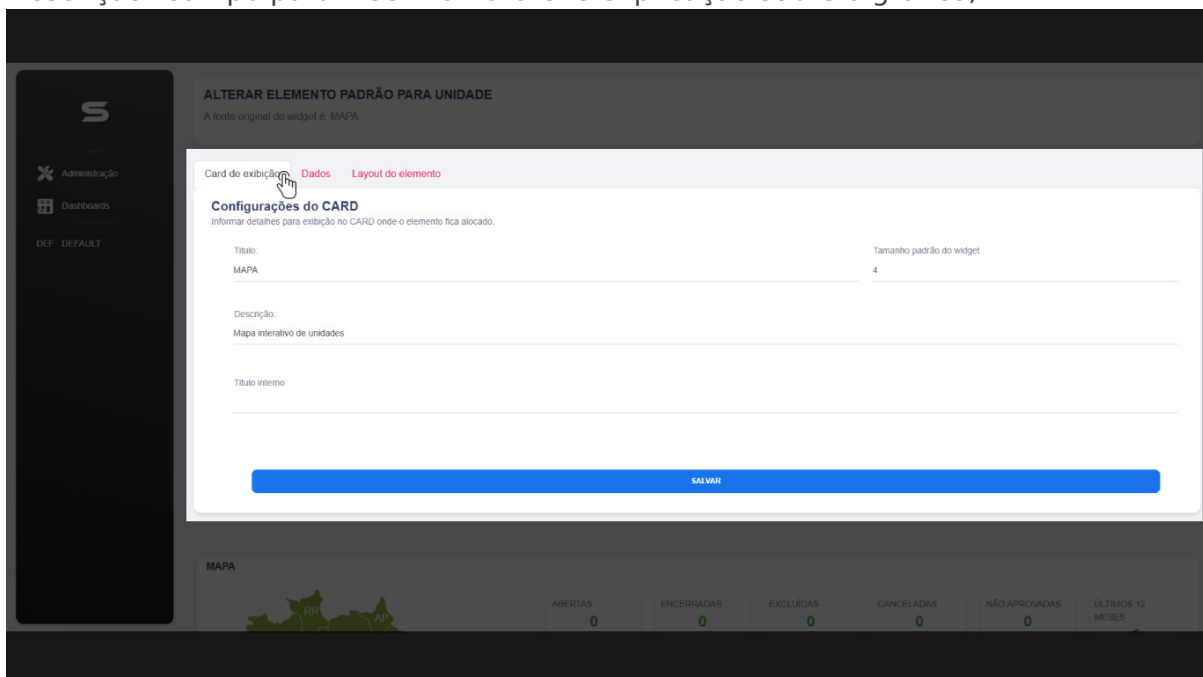 ALTERAR ELEMENTO PADRÃO PARA UNIDADE
A fonte original do widget é: MAPA
Administração
Dashboards
DEF DEFAULT
Card de exibição Dados Layout do elemento
Configurações do CARD
Informar detalhes para exibição no CARD onde o elemento fica alocado.
Título: Tamanho padrão do widget
MAPA 4
Descrição:
Mapa interativo de unidades
Título interno
SALVAR
MAPA
RR AP
ABERTAS ENCERRADAS EXCLUÍDAS CANCELADAS NÃO APROVADAS ÚLTIMOS 12 MESES
0 0 0 0 0